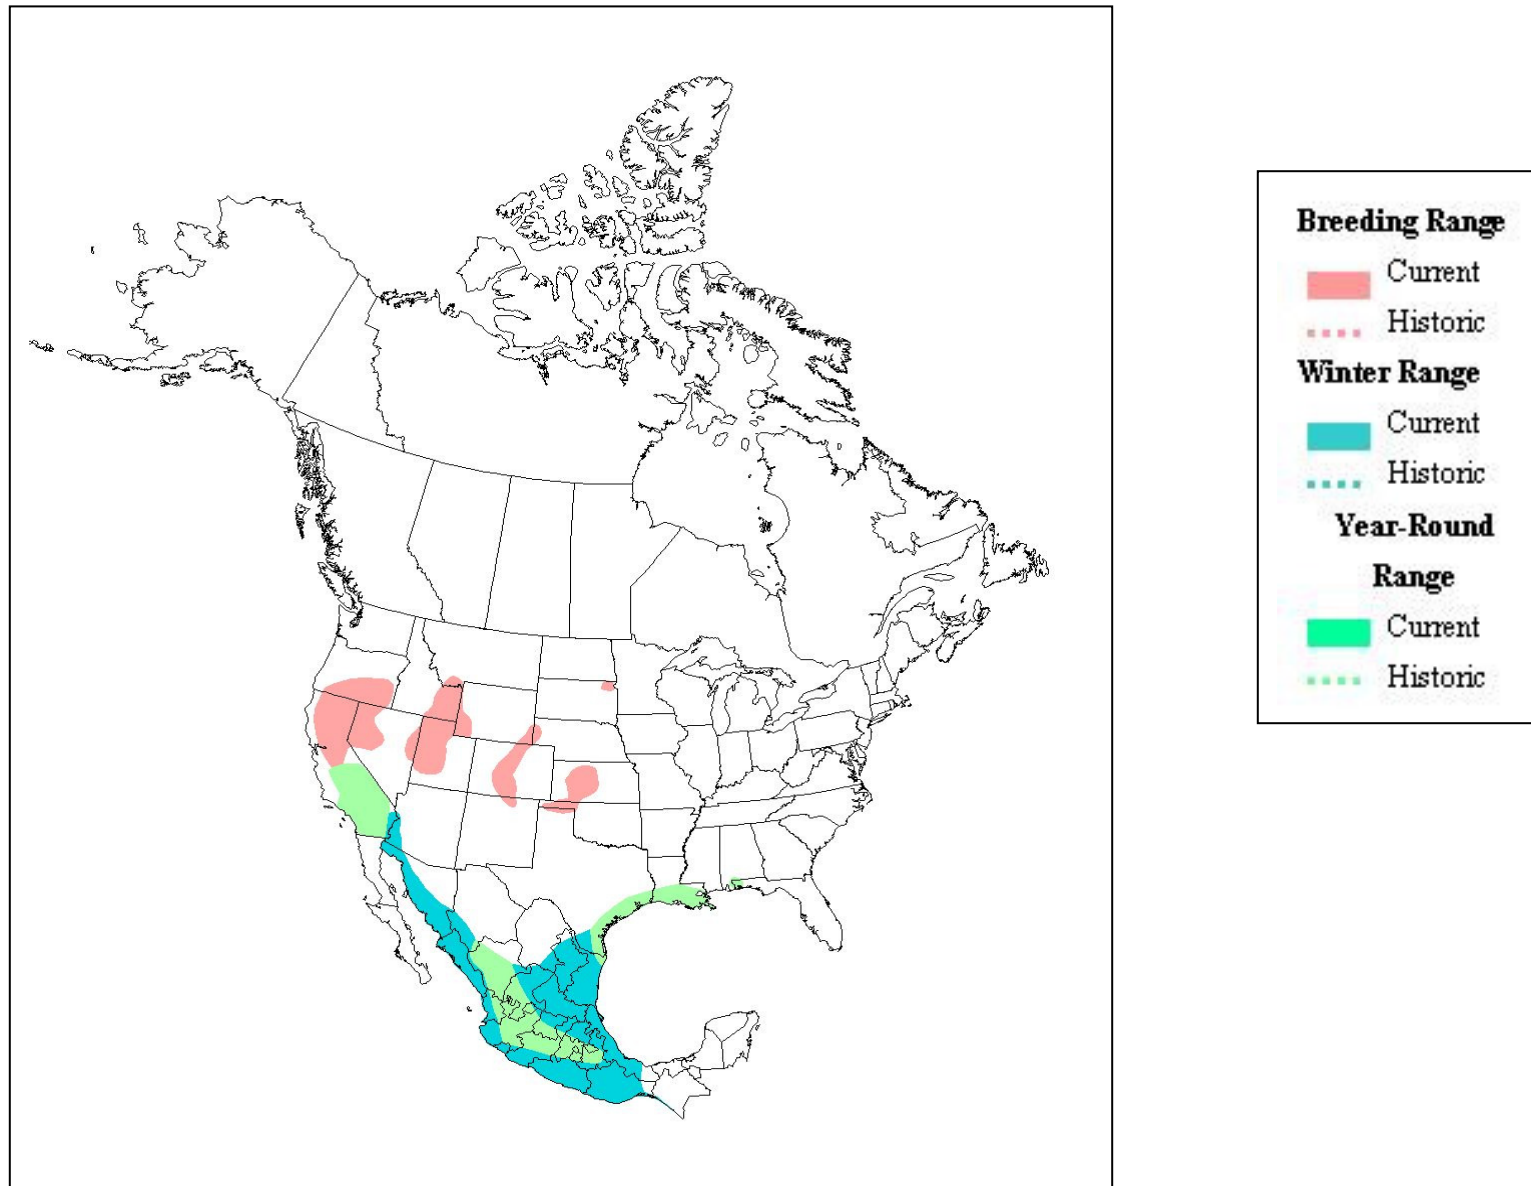 Breeding Range
Current
Historic
Winter Range
Current
Historic
Year-Round
Range
Current
Historic